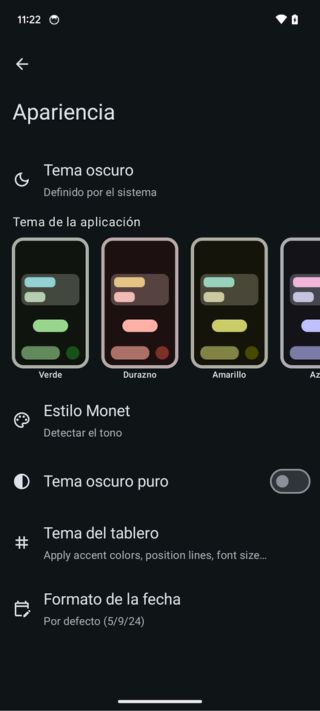 11:22
Apariencia
Tema oscuro
Definido por el sistema
Tema de la aplicación
Verde
Durazno
Amarillo
Az
Estilo Monet
Detectar el tono
Tema oscuro puro
Tema del tablero
Apply accent colors, position lines, font size…
Formato de la fecha
Por defecto (5/9/24)